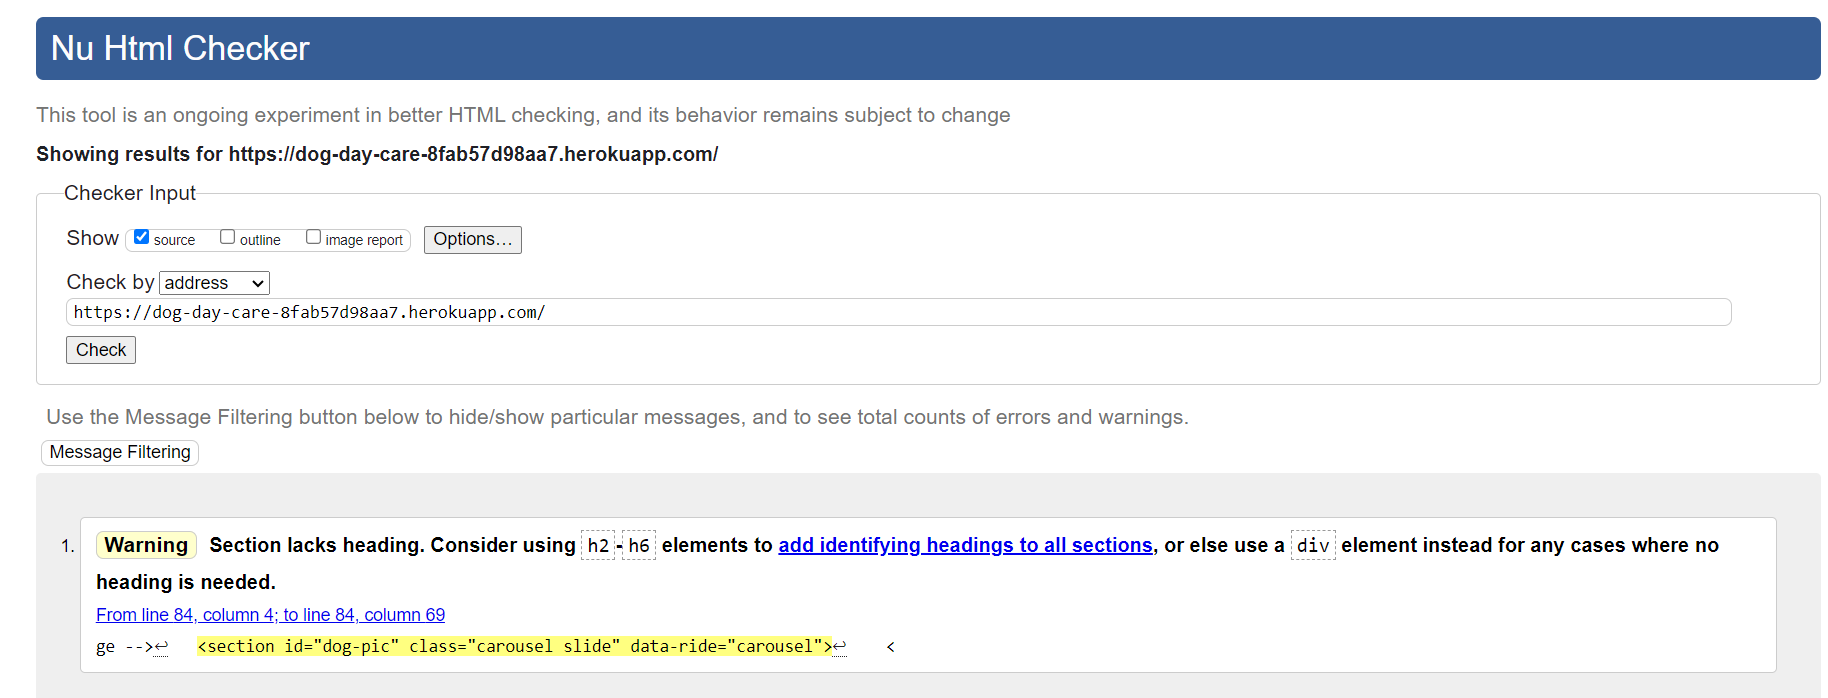 Nu Html Checker
This tool is an ongoing experiment in better HTML checking, and its behavior remains subject to change
Showing results for https://dog-day-care-8fab57d98aa7.herokuapp.com/
Checker Input
Show source outline image report Options...
Check by address
https://dog-day-care-8fab57d98aa7.herokuapp.com/
Check
Use the Message Filtering button below to hide/show particular messages, and to see total counts of errors and warnings.
Message Filtering
1. Warning Section lacks heading. Consider using h2-h6 elements to add identifying headings to all sections, or else use a div element instead for any cases where no
heading is needed.
From line 84, column 4; to line 84, column 69
ge -->↩ <section id="dog-pic" class="carousel slide" data-ride="carousel">↩ <